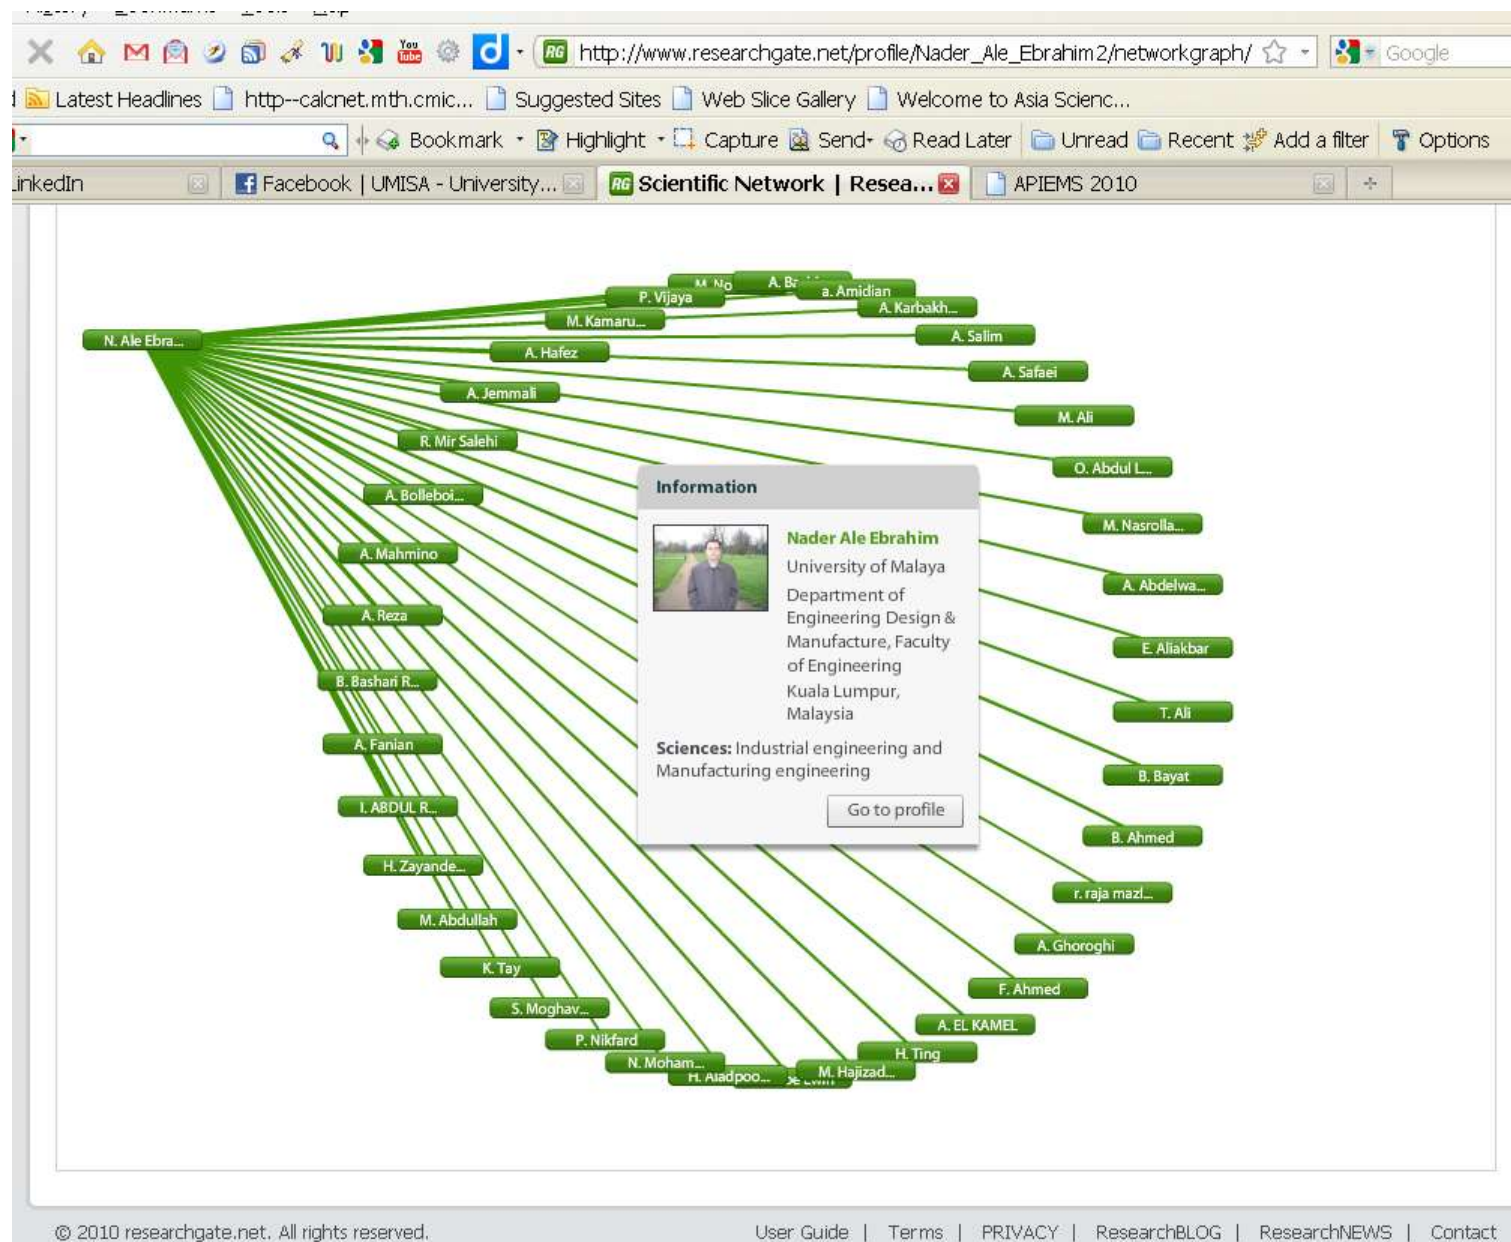 You
Tube
http://www.researchgate.net/profile/Nader_Ale_Ebrahim2/networkgraph/
Google
Latest Headlines
http--calcnet.mth.cmic...
Suggested Sites
Web Slice Gallery
Welcome to Asia Scienc...
Bookmark
Highlight
Capture
Send
Read Later
Unread
Recent
Add a filter
Options
inkedIn
Facebook | UMISA - University...
RG Scientific Network | Resea...
APIEMS 2010
N. Ale Ebra...
P. Vijaya
M. No
a. Amidian
M. Kamaru...
A. Karbakh...
A. Hafez
A. Salim
A. Safaei
A. Jemmali
M. Ali
R. Mir Salehi
O. Abdul L...
A. Bolleboi...
M. Nasrolla...
A. Mahmino
A. Abdelwa...
A. Reza
E. Aliakbar
B. Bashari R...
T. Ali
A. Fanian
B. Bayat
I. ABDUL R...
B. Ahmed
H. Zayande...
r. raja mazl...
M. Abdullah
A. Ghoroghi
K. Tay
F. Ahmed
S. Moghav...
A. EL KAMEL
P. Nikfard
H. Ting
N. Moham...
H. Aladpoo...
M. Hajizad...
Information
Nader Ale Ebrahim
University of Malaya
Department of
Engineering Design &
Manufacture, Faculty
of Engineering
Kuala Lumpur,
Malaysia
Sciences: Industrial engineering and
Manufacturing engineering
Go to profile
© 2010 researchgate.net. All rights reserved.
User Guide | Terms | PRIVACY | ResearchBLOG | ResearchNEWS | Contact